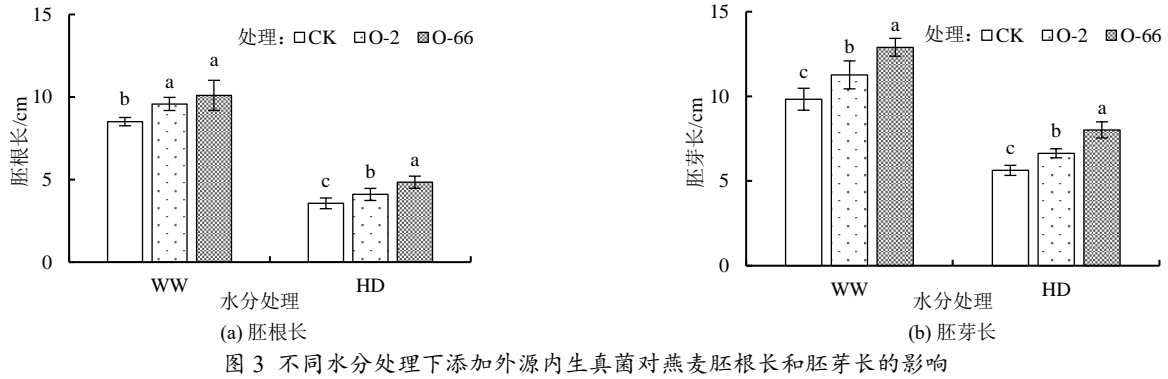 15
处理：CK O-2 O-66
a
a
b
10
胚根长/cm
a
b
c
5
0
WW HD
水分处理
(a) 胚根长
15
处理：CK O-2 O-66
a
b
c
10
胚芽长/cm
a
b
c
5
0
WW HD
水分处理
(b) 胚芽长
图 3 不同水分处理下添加外源内生真菌对燕麦胚根长和胚芽长的影响